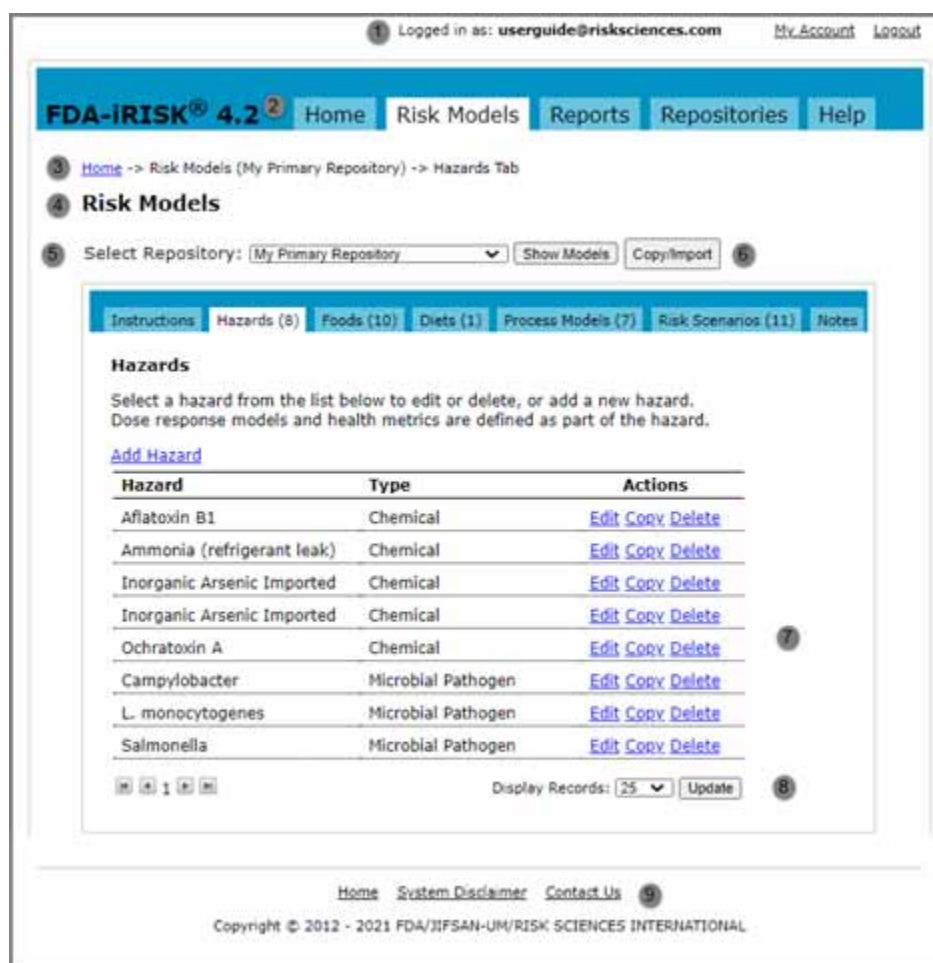 1 Logged in as: userguide@risksciences.com My Account Logout
FDA-iRISK® 4.2 2 Home Risk Models Reports Repositories Help
3 Home -> Risk Models (My Primary Repository) -> Hazards Tab
4 Risk Models
5 Select Repository: My Primary Repository Show Models Copy/Import 6
Instructions Hazards (8) Foods (10) Diets (1) Process Models (7) Risk Scenarios (11) Notes
Hazards
Select a hazard from the list below to edit or delete, or add a new hazard.
Dose response models and health metrics are defined as part of the hazard.
Add Hazard
Hazard Type Actions
Aflatoxin B1 Chemical Edit Copy Delete
Ammonia (refrigerant leak) Chemical Edit Copy Delete
Inorganic Arsenic Imported Chemical Edit Copy Delete
Inorganic Arsenic Imported Chemical Edit Copy Delete
Ochratoxin A Chemical Edit Copy Delete
7
Campylobacter Microbial Pathogen Edit Copy Delete
L. monocytogenes Microbial Pathogen Edit Copy Delete
Salmonella Microbial Pathogen Edit Copy Delete
1 Display Records: 25 Update 8
Home System Disclaimer Contact Us 9
Copyright © 2012 - 2021 FDA/JIFSAN-UM/RISK SCIENCES INTERNATIONAL